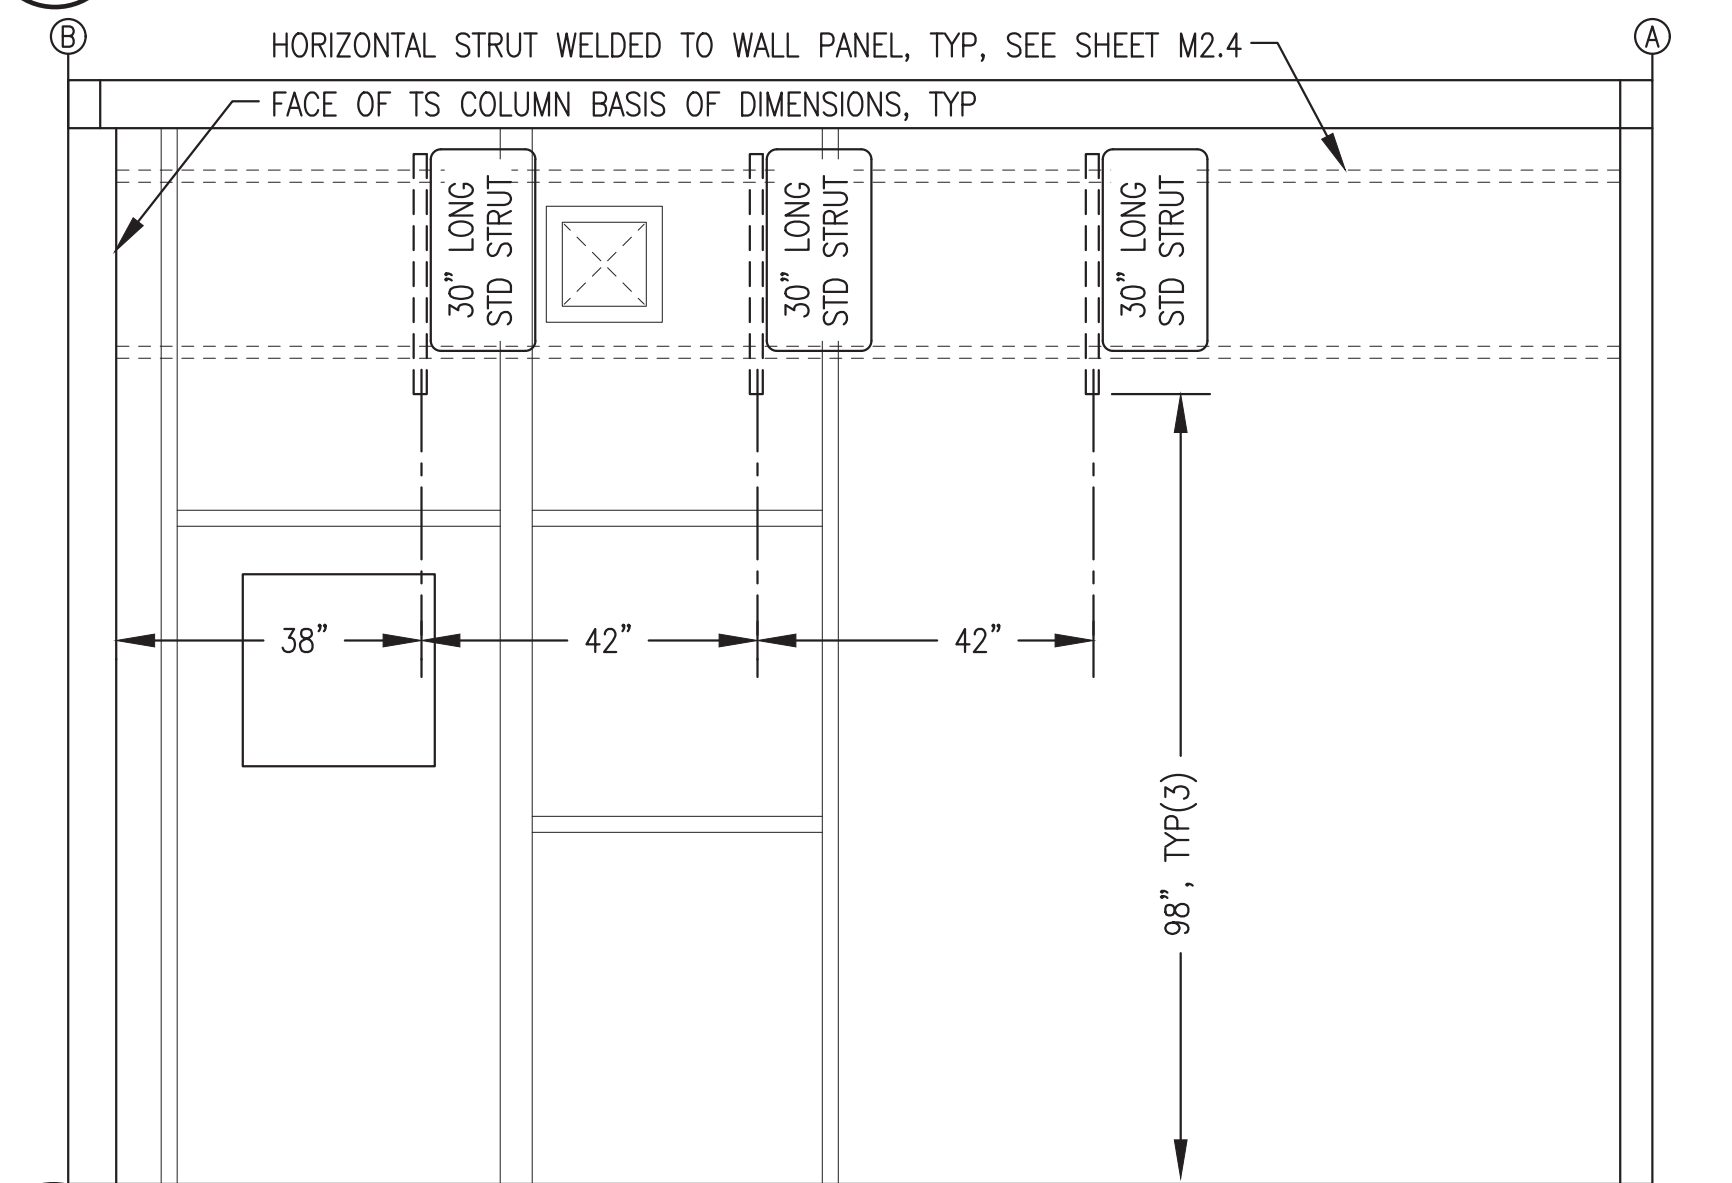 B
A
HORIZONTAL STRUT WELDED TO WALL PANEL, TYP, SEE SHEET M2.4
FACE OF TS COLUMN BASIS OF DIMENSIONS, TYP
30” LONG
STD STRUT
30” LONG
STD STRUT
30” LONG
STD STRUT
38”
42”
42”
98”, TYP(3)